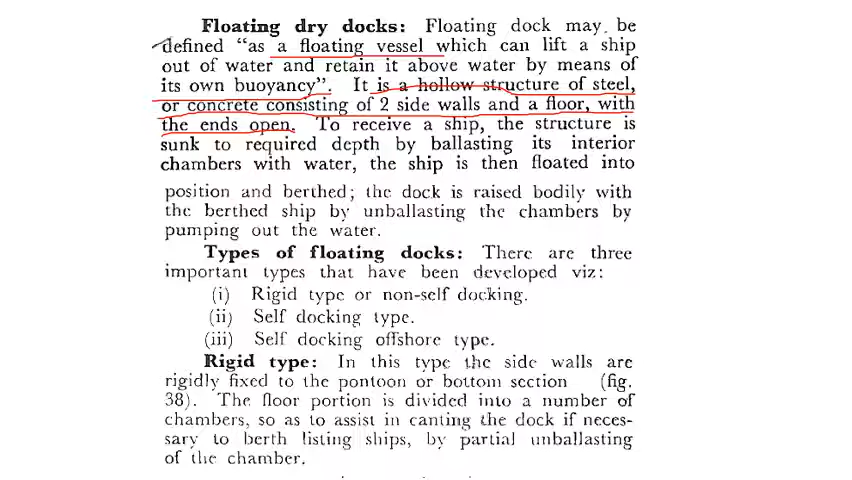 Floating dry docks: Floating dock may be
defined "as a floating vessel which can lift a ship
out of water and retain it above water by means of
its own buoyancy". It is a hollow structure of steel,
or concrete consisting of 2 side walls and a floor, with
the ends open. To receive a ship, the structure is
sunk to required depth by ballasting its interior
chambers with water, the ship is then floated into
position and berthed; the dock is raised bodily with
the berthed ship by unballasting the chambers by
pumping out the water.
Types of floating docks: There are three
important types that have been developed viz:
(i) Rigid type or non-self docking.
(ii) Self docking type.
(iii) Self docking offshore type.
Rigid type: In this type the side walls are
rigidly fixed to the pontoon or bottom section (fig.
38). The floor portion is divided into a number of
chambers, so as to assist in canting the dock if neces-
sary to berth listing ships, by partial unballasting
of the chamber.